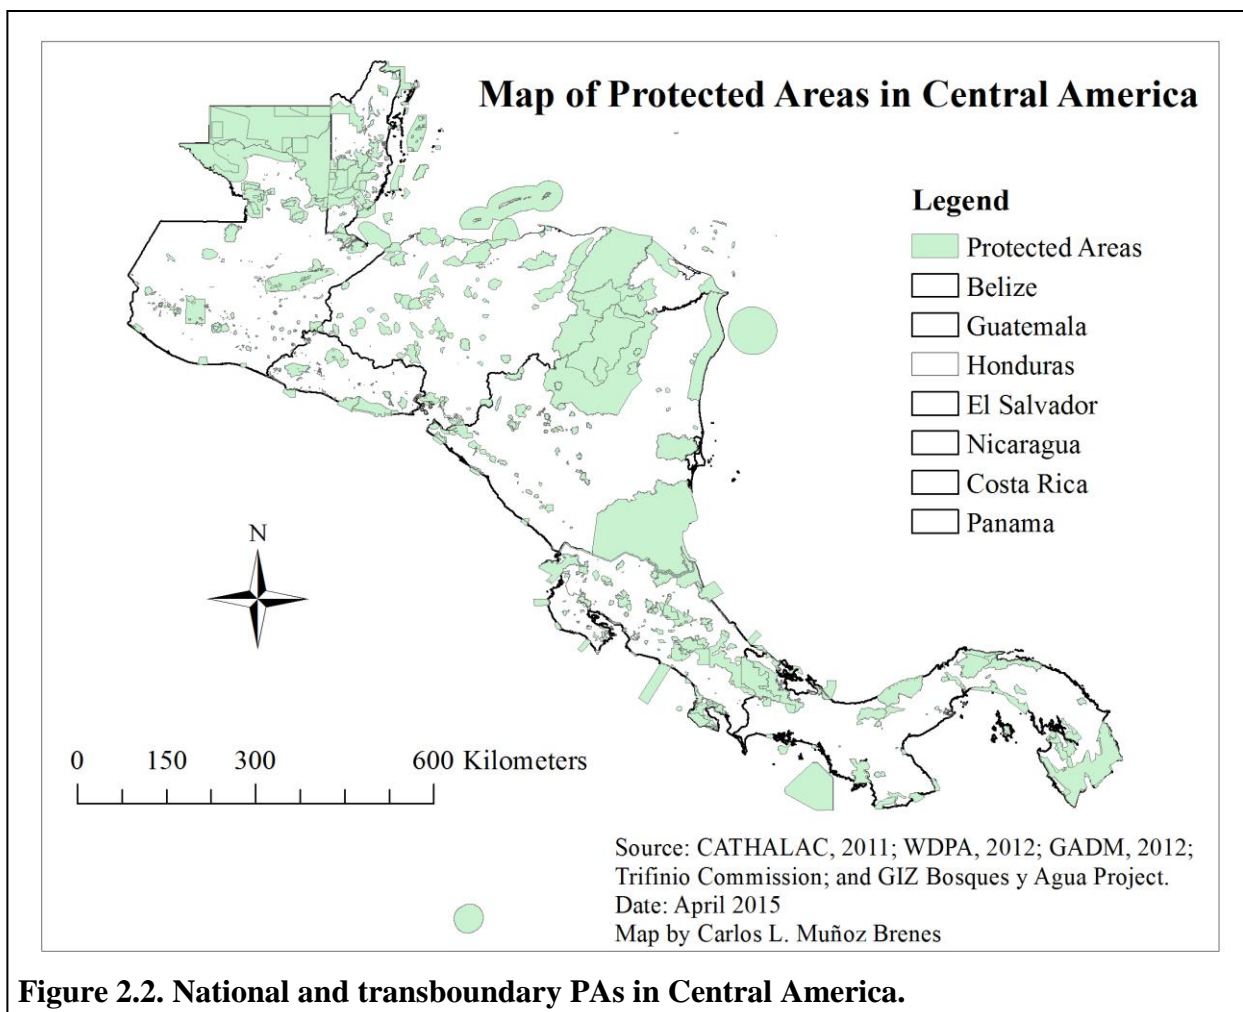 Map of Protected Areas in Central America
Legend
Protected Areas
Belize
Guatemala
Honduras
El Salvador
Nicaragua
Costa Rica
Panama
N
0 150 300 600 Kilometers
Source: CATHALAC, 2011; WDPA, 2012; GADM, 2012;
Trifinio Commission; and GIZ Bosques y Agua Project.
Date: April 2015
Map by Carlos L. Muñoz Brenes
Figure 2.2. National and transboundary PAs in Central America.